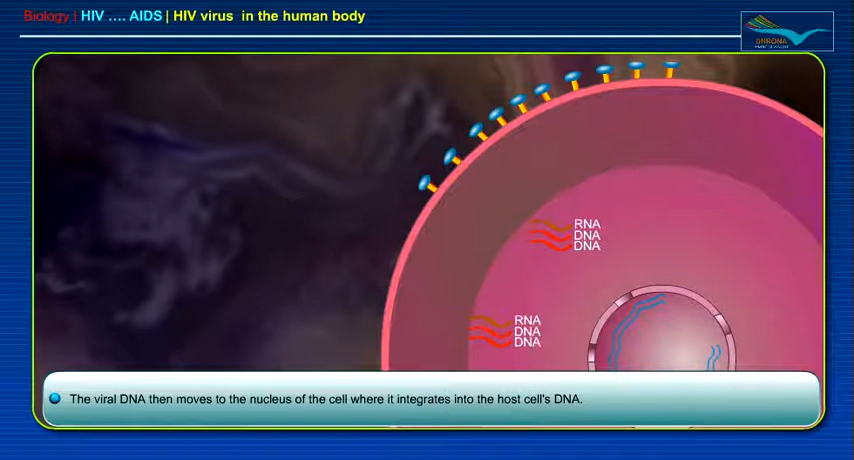 Biology | HIV .... AIDS | HIV virus in the human body
RNA
DNA
DNA
RNA
DNA
DNA
The viral DNA then moves to the nucleus of the cell where it integrates into the host cell's DNA.